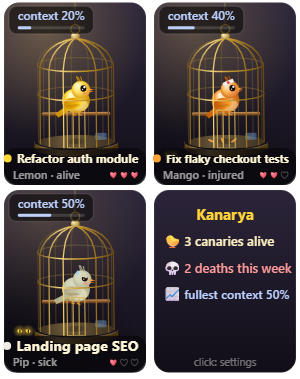 context 20%
Refactor auth module
Lemon · alive
context 40%
Fix flaky checkout tests
Mango · injured
context 50%
Landing page SEO
Pip · sick
Kanarya
3 canaries alive
2 deaths this week
fullest context 50%
click: settings